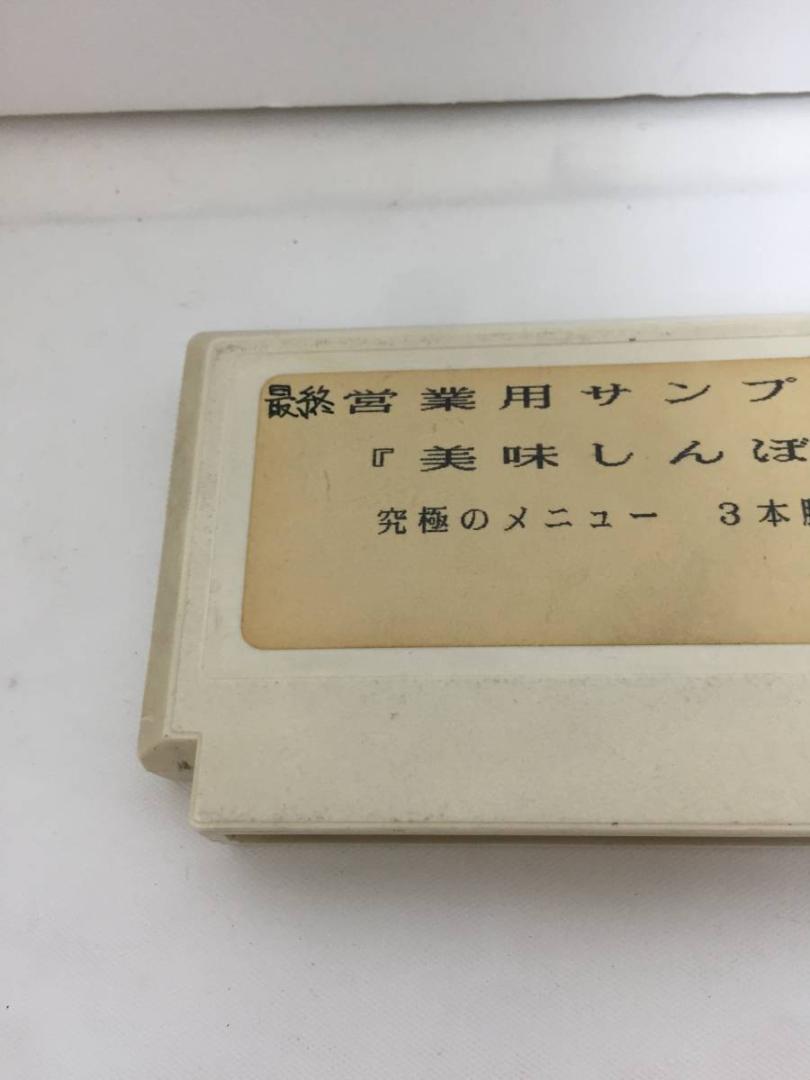 最終営業用サンプ
『美味しんぼ
究極のメニュー 3本